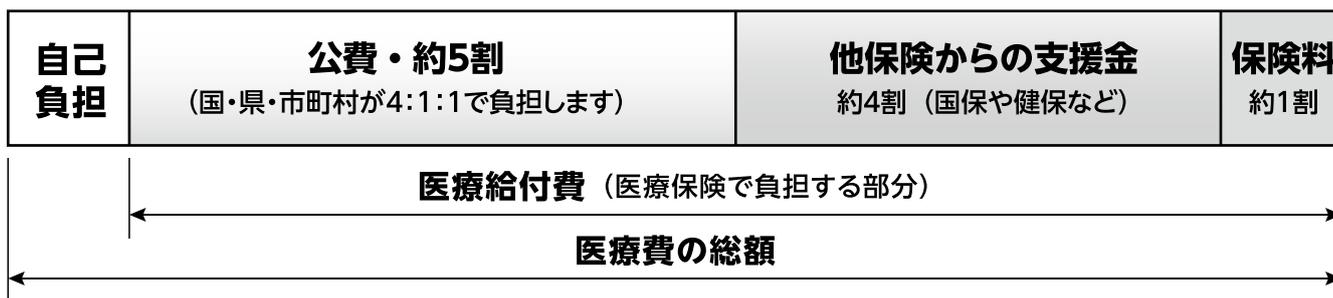 自己
負担
公費・約5割
（国・県・市町村が4：1：1で負担します）
他保険からの支援金
約4割（国保や健保など）
保険料
約1割
医療給付費（医療保険で負担する部分）
医療費の総額